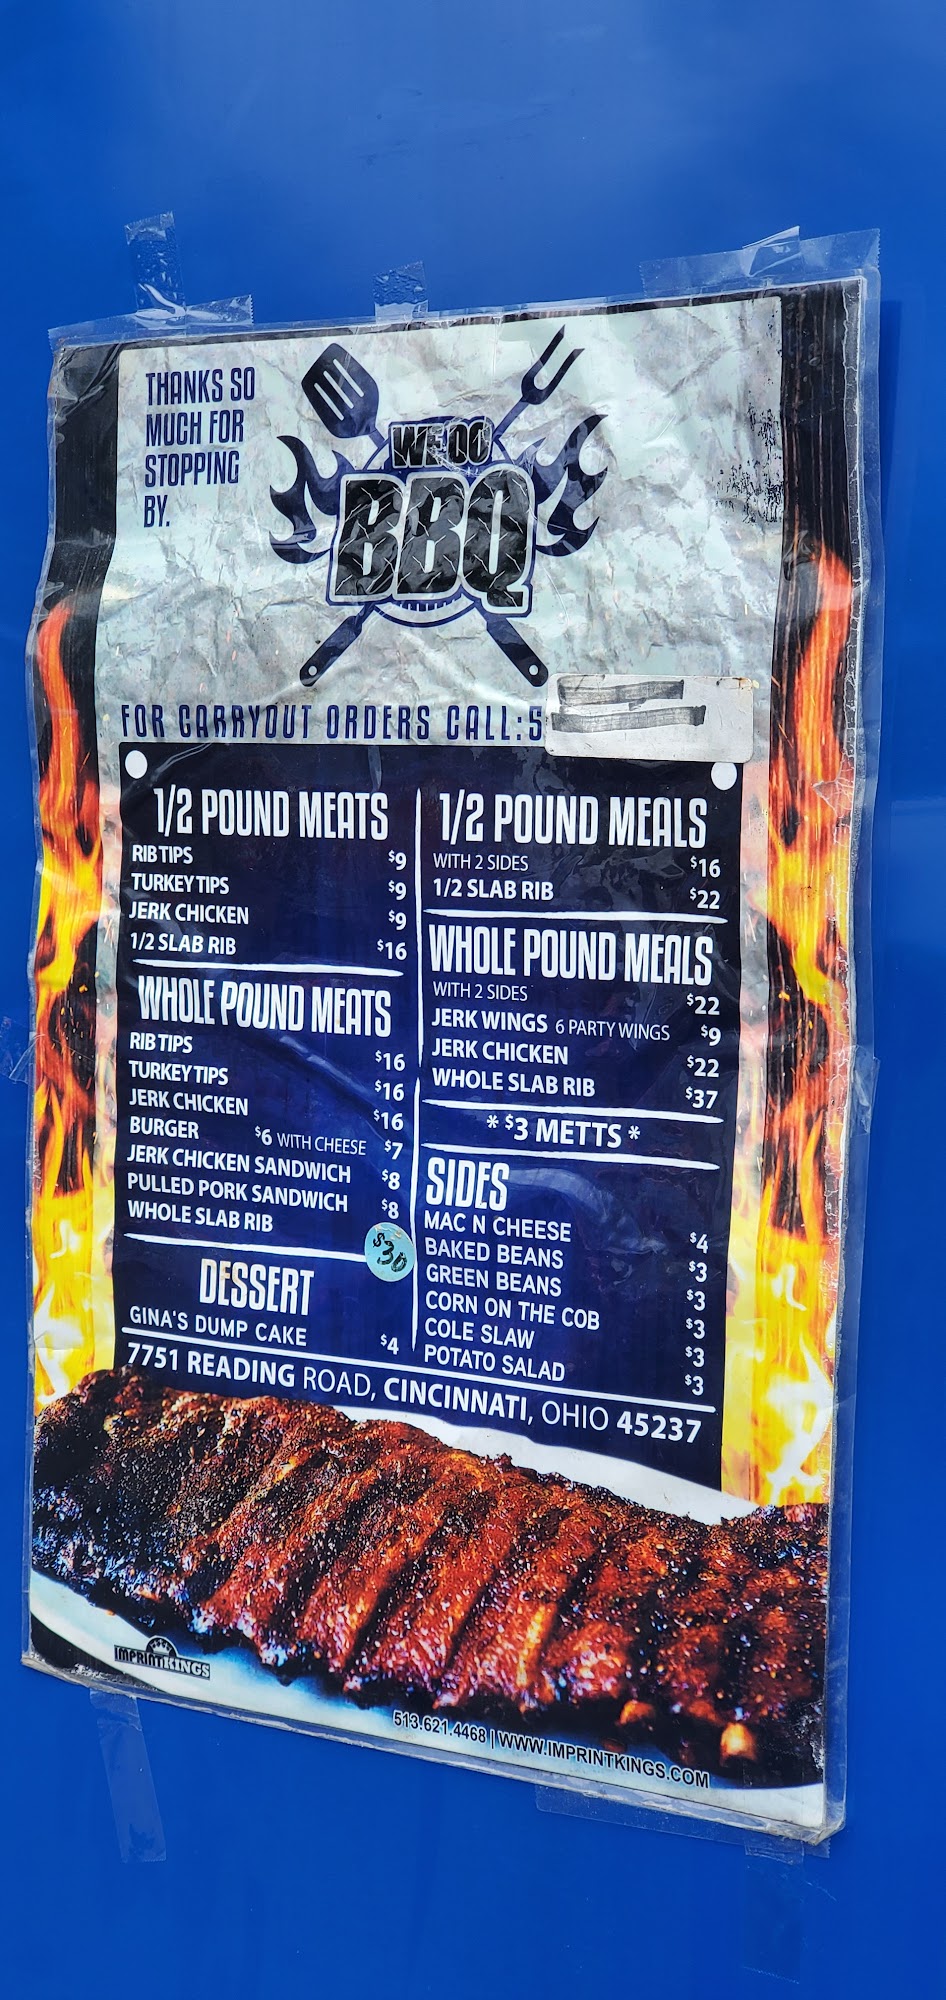 THANKS SO
MUCH FOR
STOPPING
BY.
WE DO
BBQ
FOR CARRYOUT ORDERS CALL:5
1/2 POUND MEATS
RIB TIPS $9
TURKEY TIPS $9
JERK CHICKEN $9
1/2 SLAB RIB $16
WHOLE POUND MEATS
RIB TIPS $16
TURKEY TIPS $16
JERK CHICKEN $16
BURGER $6 WITH CHEESE $7
JERK CHICKEN SANDWICH $8
PULLED PORK SANDWICH $8
WHOLE SLAB RIB $30
DESSERT
GINA'S DUMP CAKE $4
1/2 POUND MEALS
WITH 2 SIDES $16
1/2 SLAB RIB $22
WHOLE POUND MEALS
WITH 2 SIDES $22
JERK WINGS 6 PARTY WINGS $9
JERK CHICKEN $22
WHOLE SLAB RIB $37
* $3 METTS *
SIDES
MAC N CHEESE $4
BAKED BEANS $3
GREEN BEANS $3
CORN ON THE COB $3
COLE SLAW $3
POTATO SALAD $3
7751 READING ROAD, CINCINNATI, OHIO 45237
IMPRINTKINGS
513.621.4468 | WWW.IMPRINTKINGS.COM